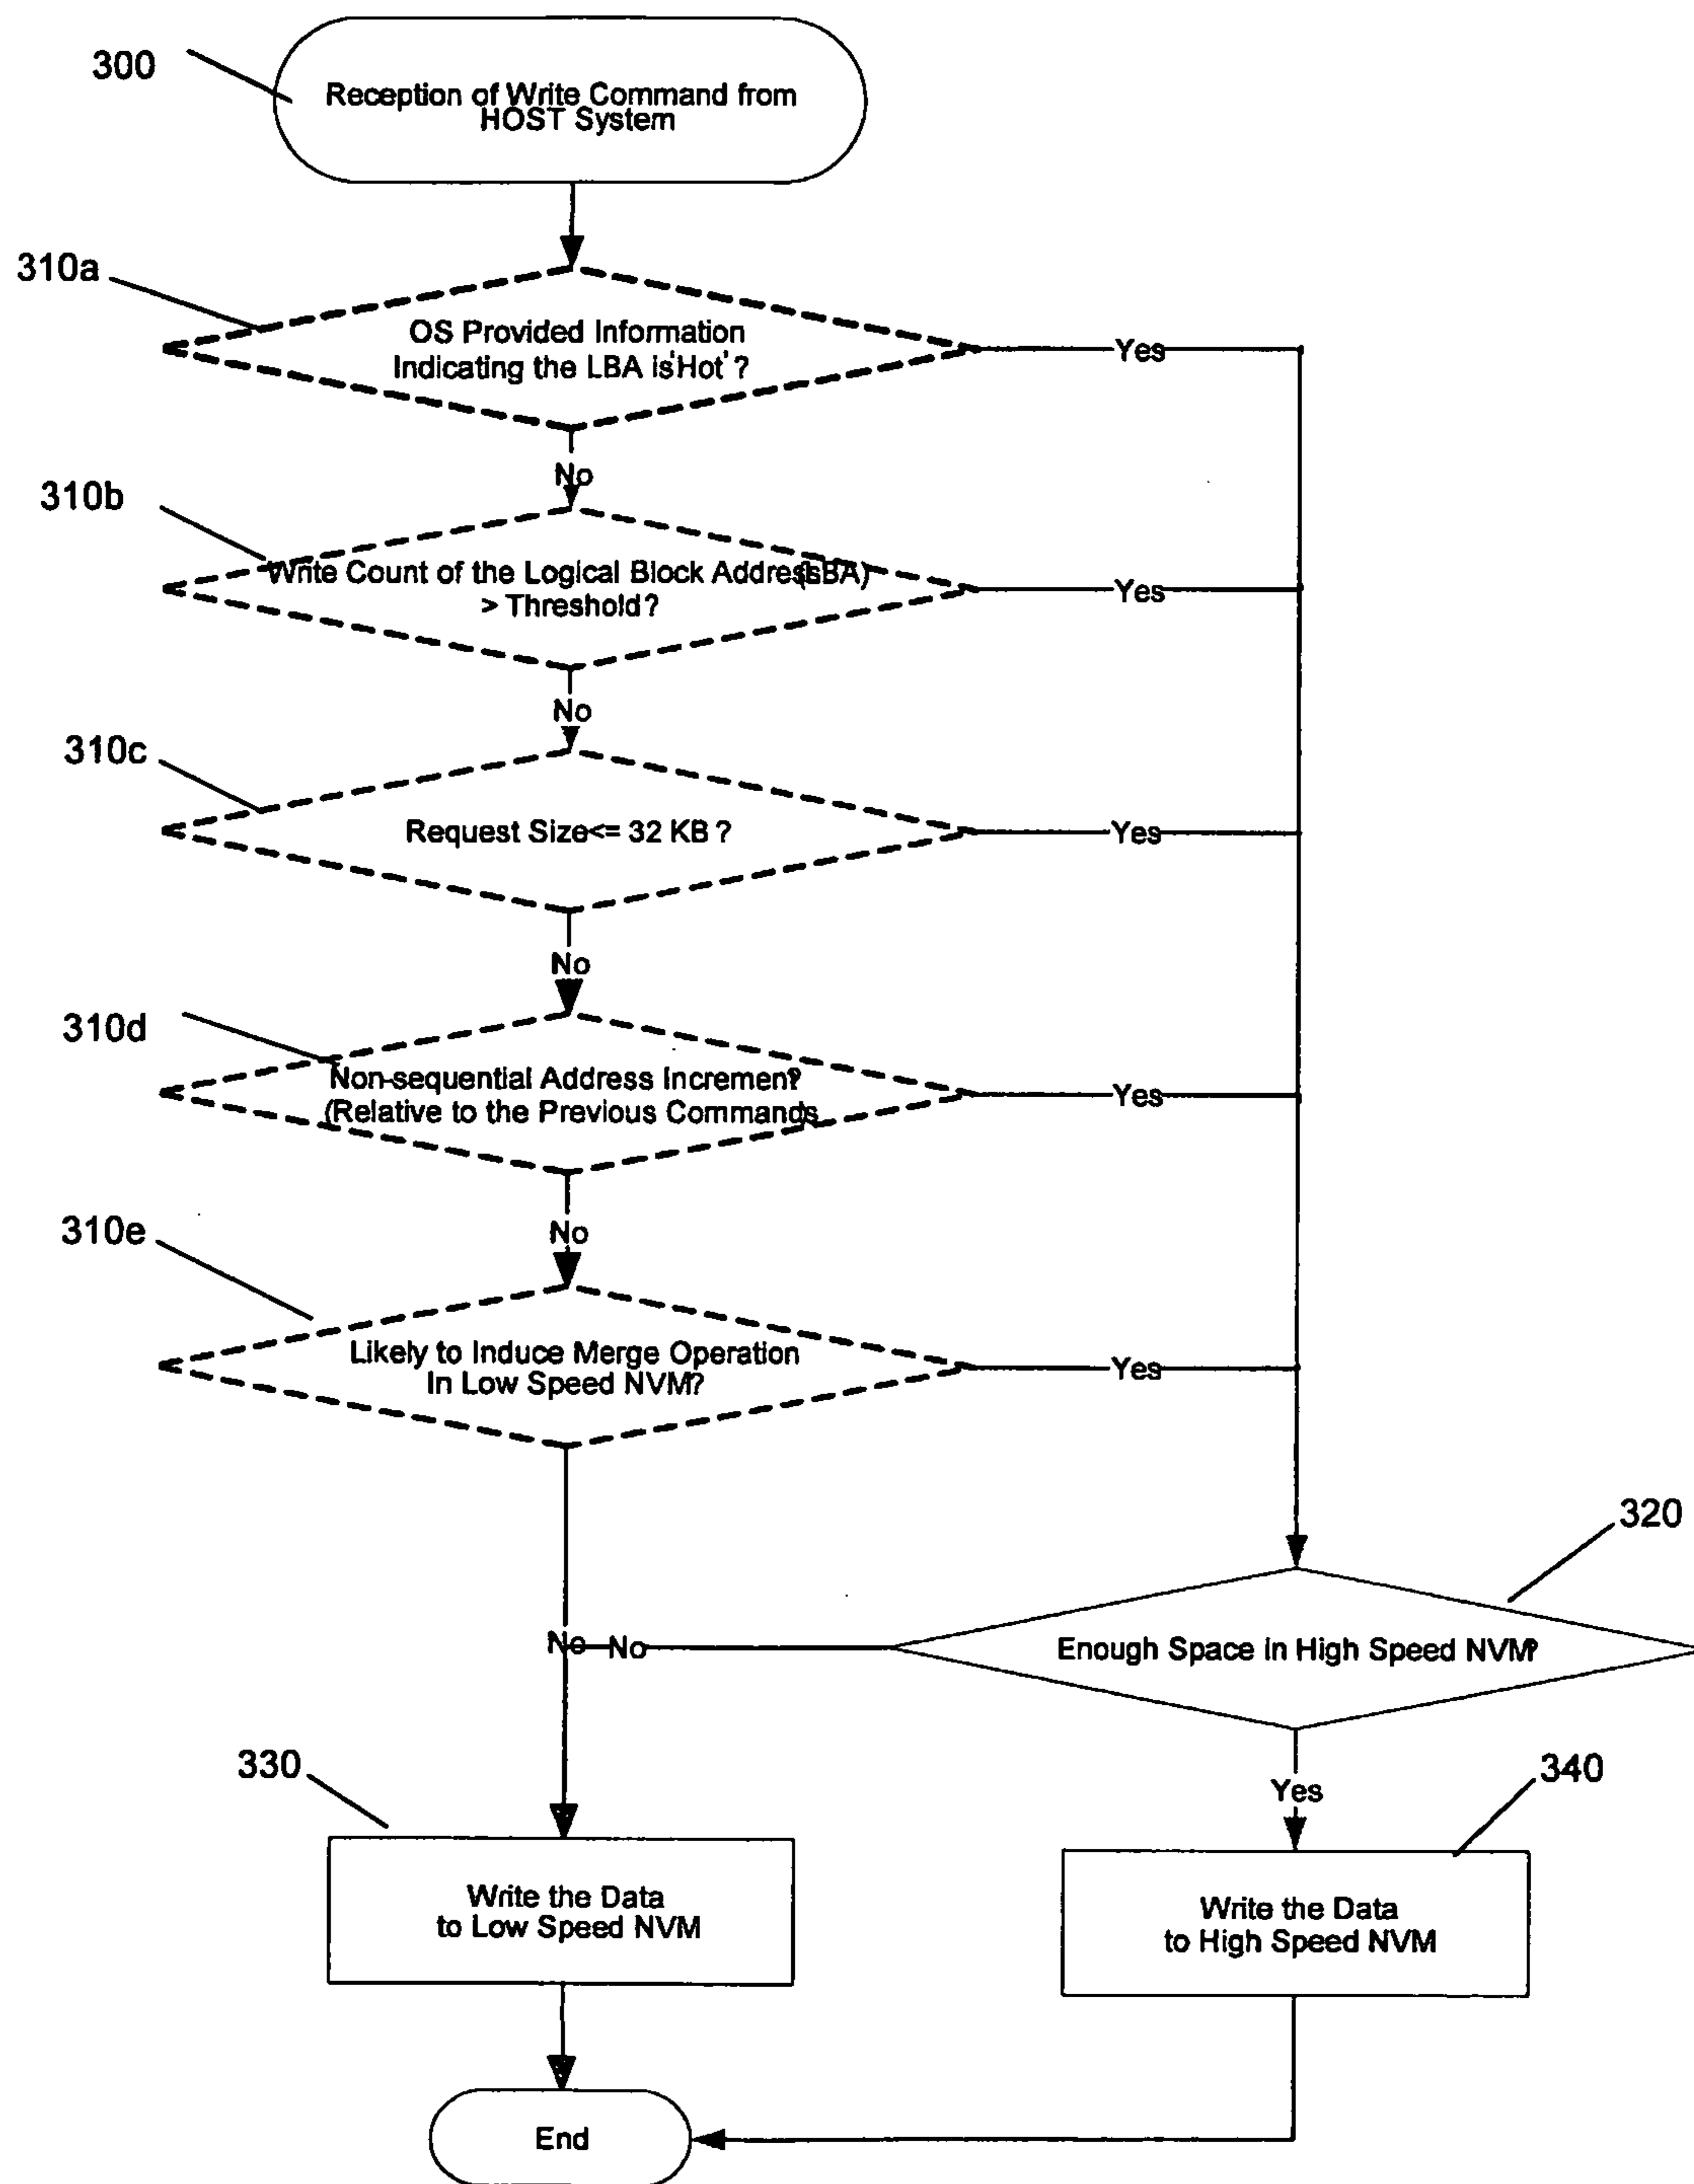 300
Reception of Write Command from
HOST System
310a
OS Provided Information
Indicating the LBA is 'Hot' ?
Yes
No
310b
Write Count of the Logical Block Address (LBA)
> Threshold ?
Yes
No
310c
Request Size <= 32 KB ?
Yes
No
310d
Non-sequential Address Increment?
(Relative to the Previous Commands)
Yes
No
310e
Likely to Induce Merge Operation
In Low Speed NVM?
Yes
320
No
No
Enough Space in High Speed NVM?
330
340
Yes
Write the Data
to Low Speed NVM
Write the Data
to High Speed NVM
End